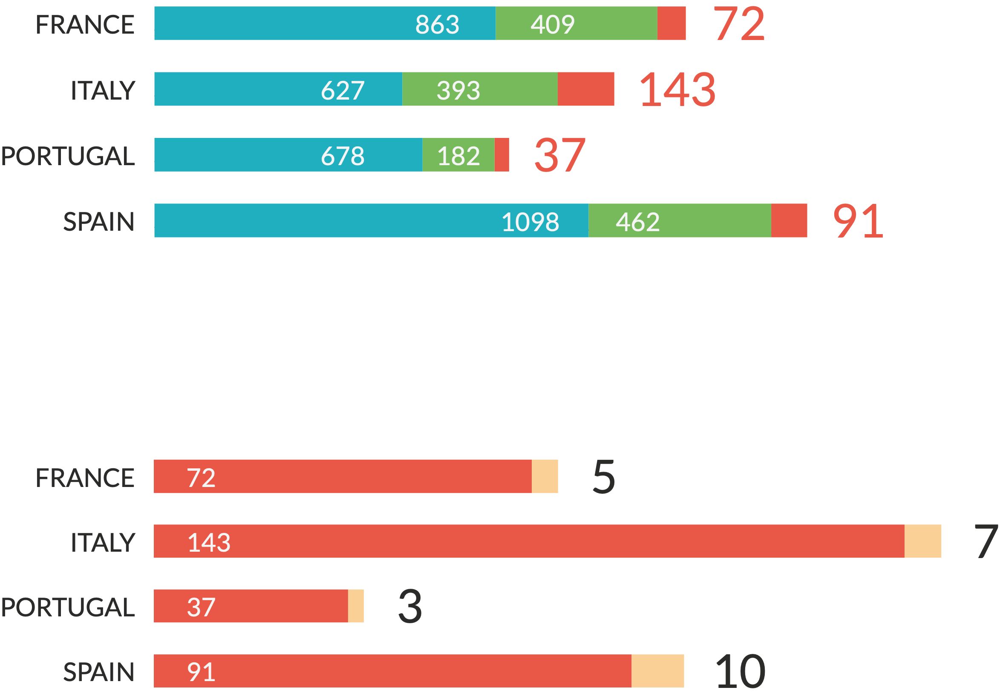 FRANCE 863 409 72
ITALY 627 393 143
PORTUGAL 678 182 37
SPAIN 1098 462 91
FRANCE 72 5
ITALY 143 7
PORTUGAL 37 3
SPAIN 91 10